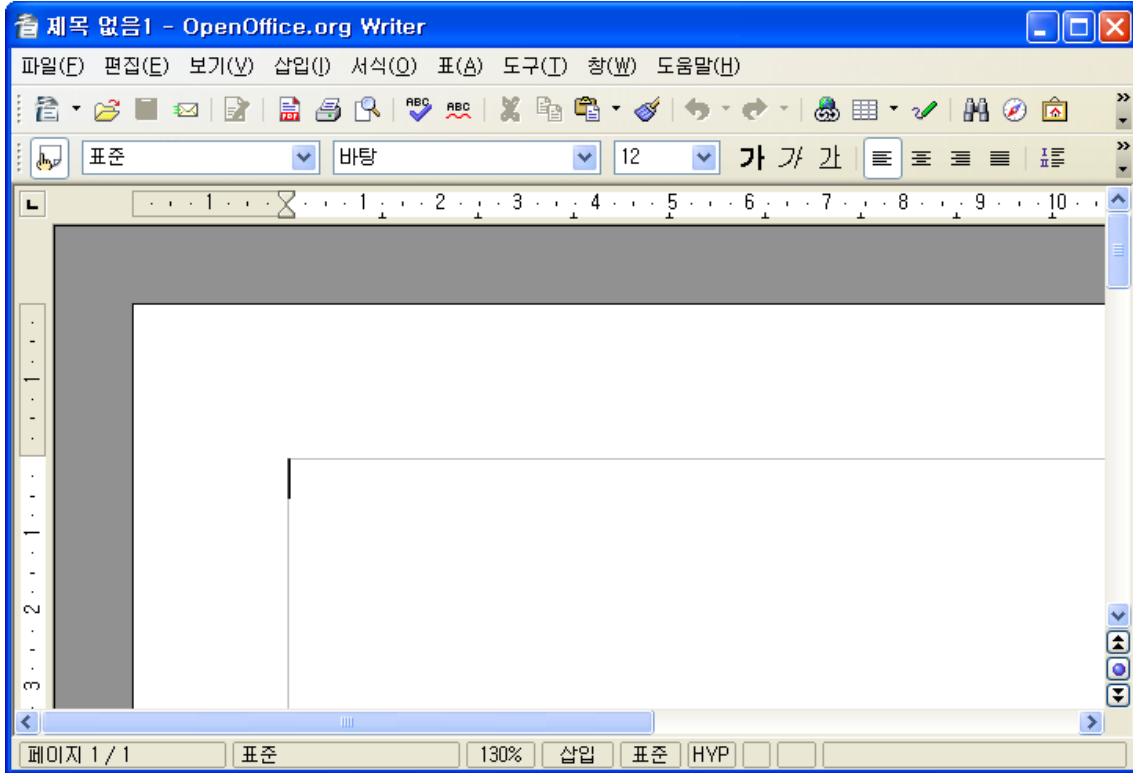 제목 없음1 - OpenOffice.org Writer
파일(F) 편집(E) 보기(V) 삽입(I) 서식(O) 표(A) 도구(T) 창(W) 도움말(H)
ABC ABC
표준 바탕 12 가 가 가
1 1 2 3 4 5 6 7 8 9 10
1
1
2
3
페이지 1 / 1 표준 130% 삽입 표준 HYP